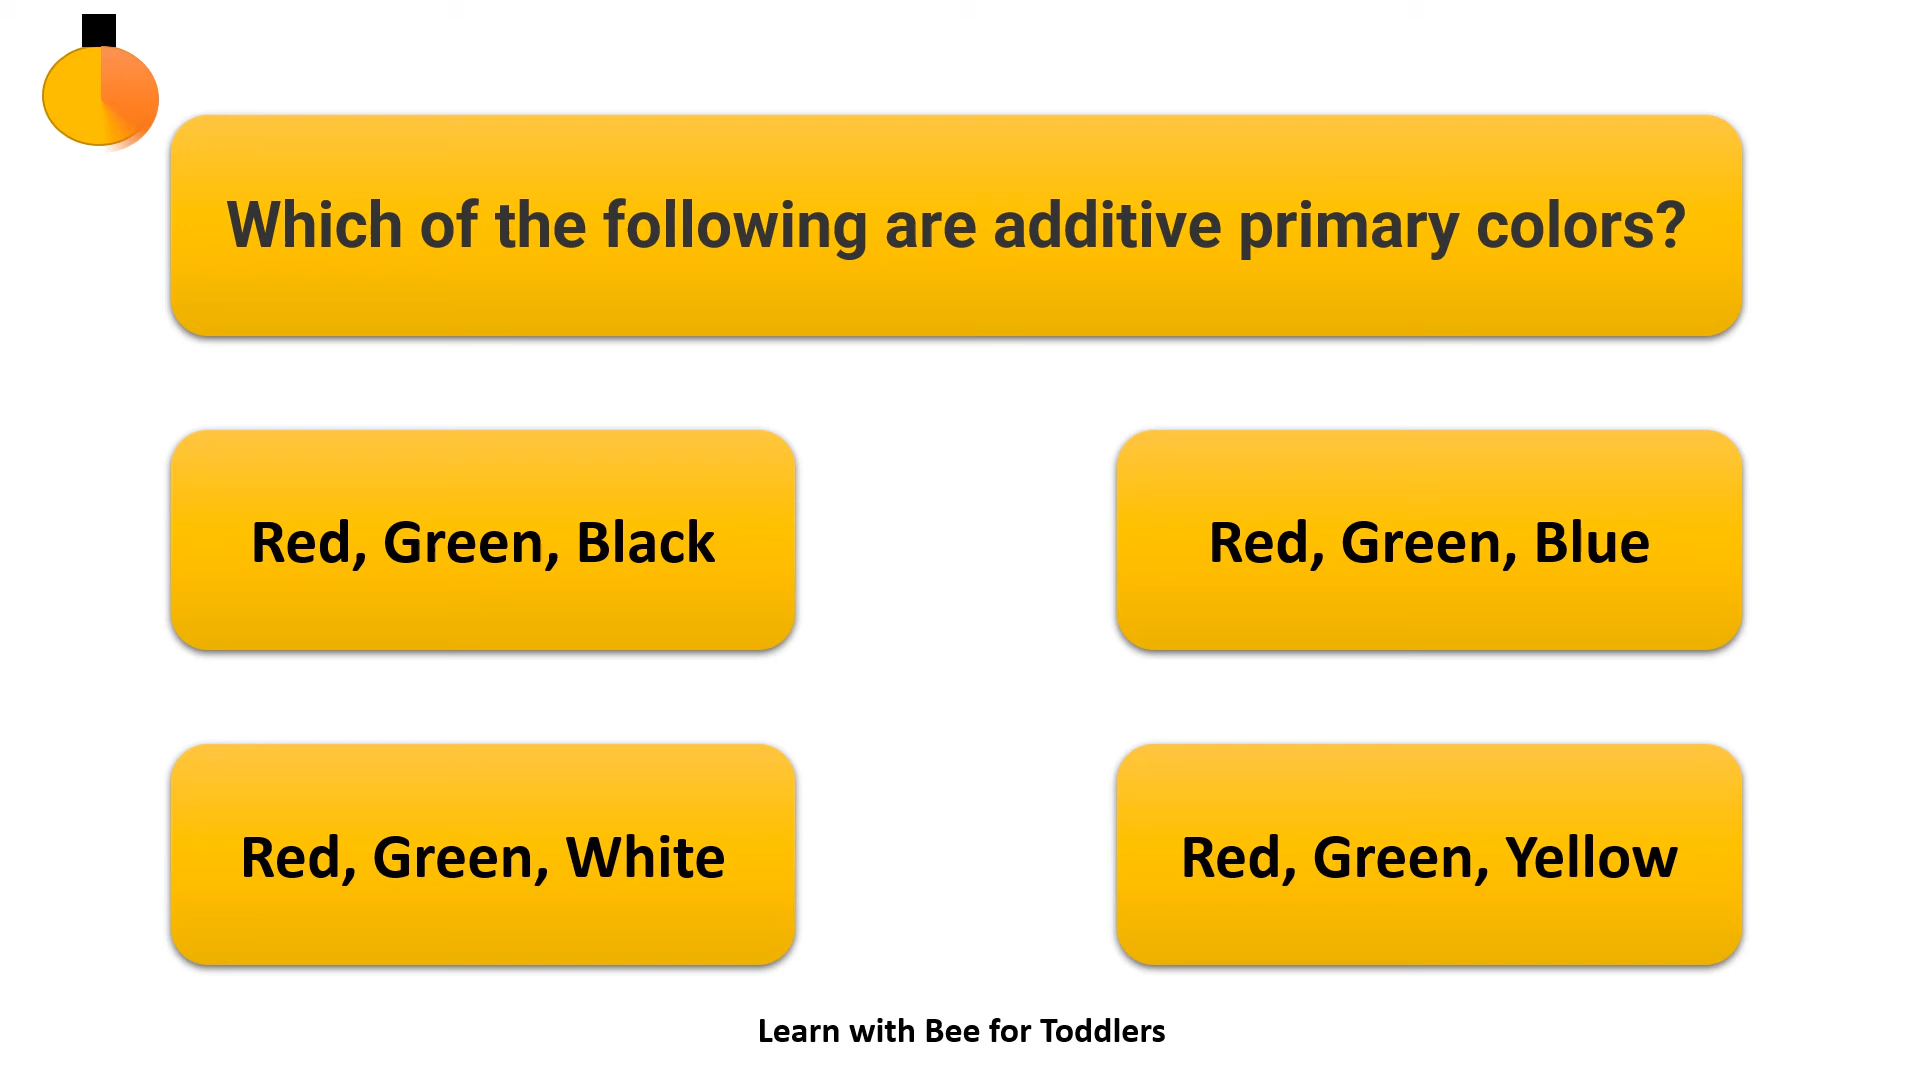 Which of the following are additive primary colors?
Red, Green, Black
Red, Green, Blue
Red, Green, White
Red, Green, Yellow
Learn with Bee for Toddlers